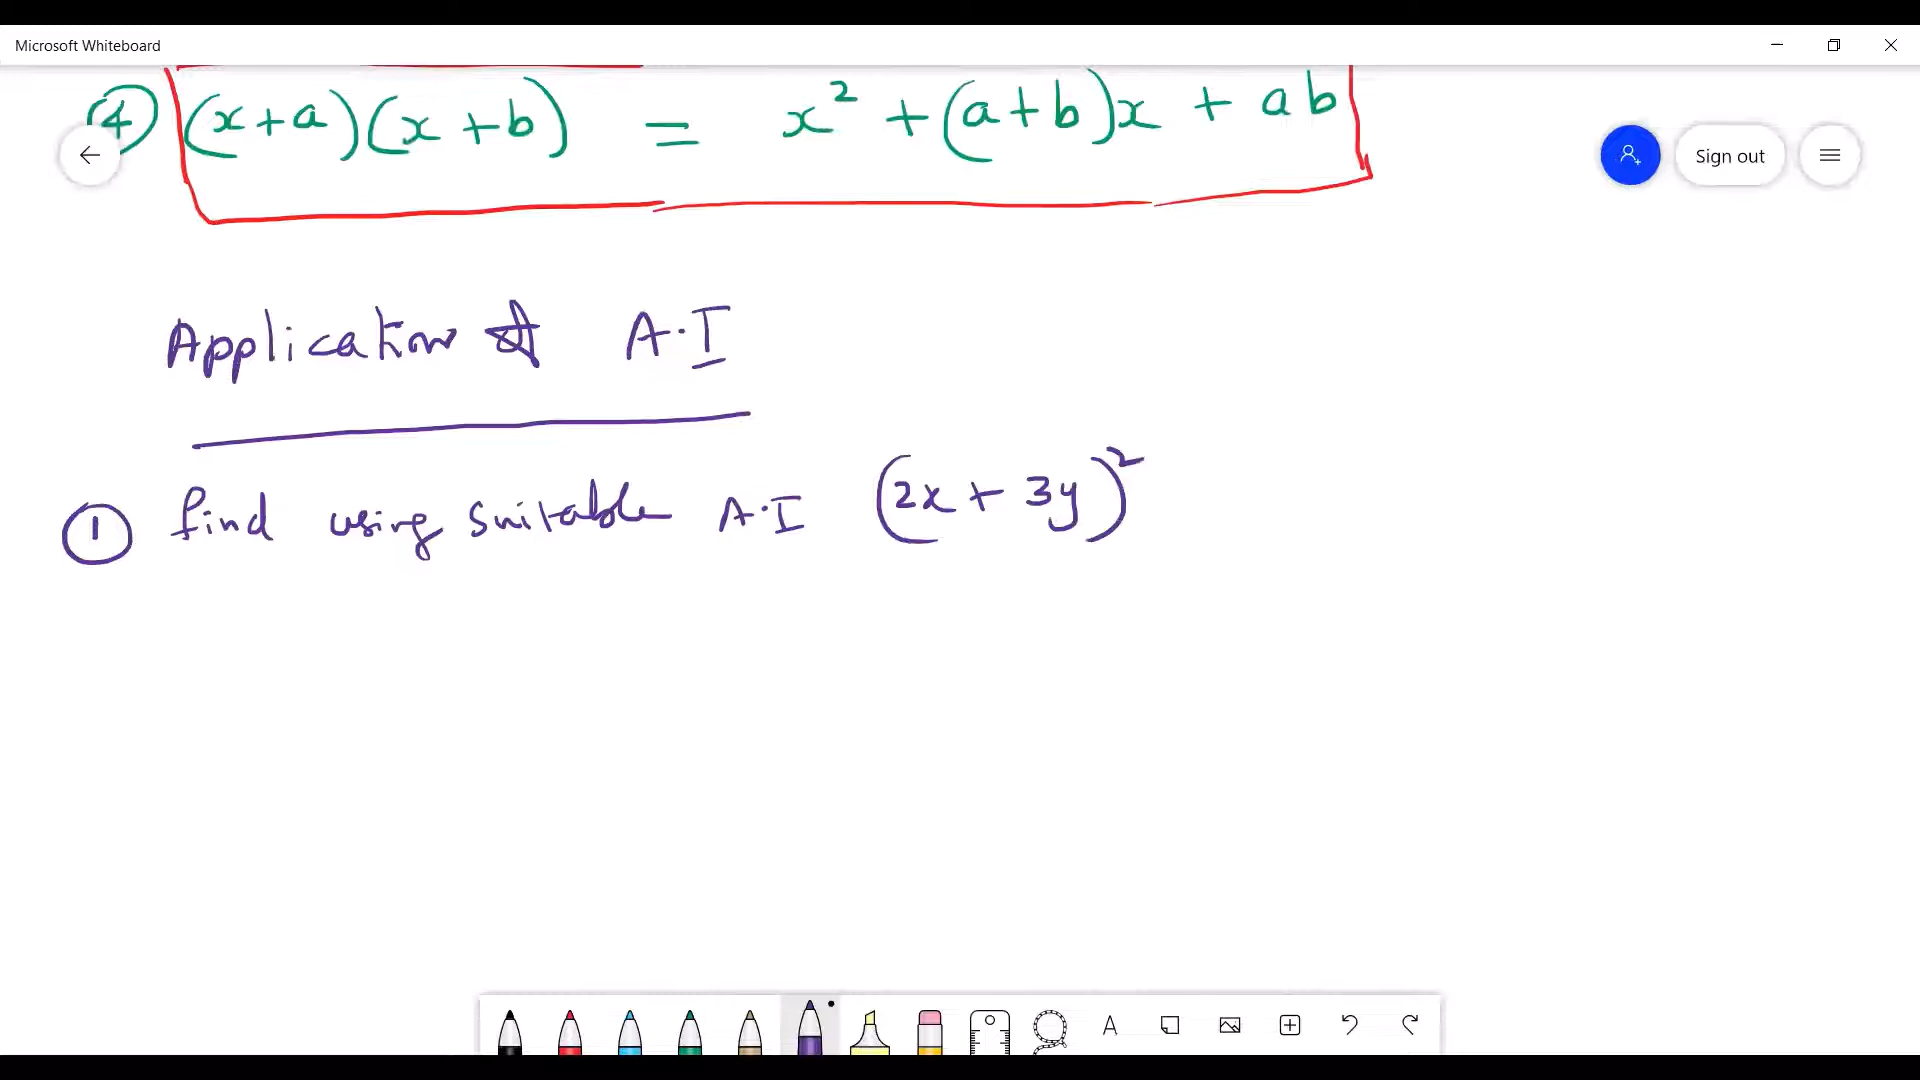 Microsoft Whiteboard
④ (x+a)(x+b) = x² + (a+b)x + ab
Sign out
Application of A.I
① find using suitable A.I (2x + 3y)²